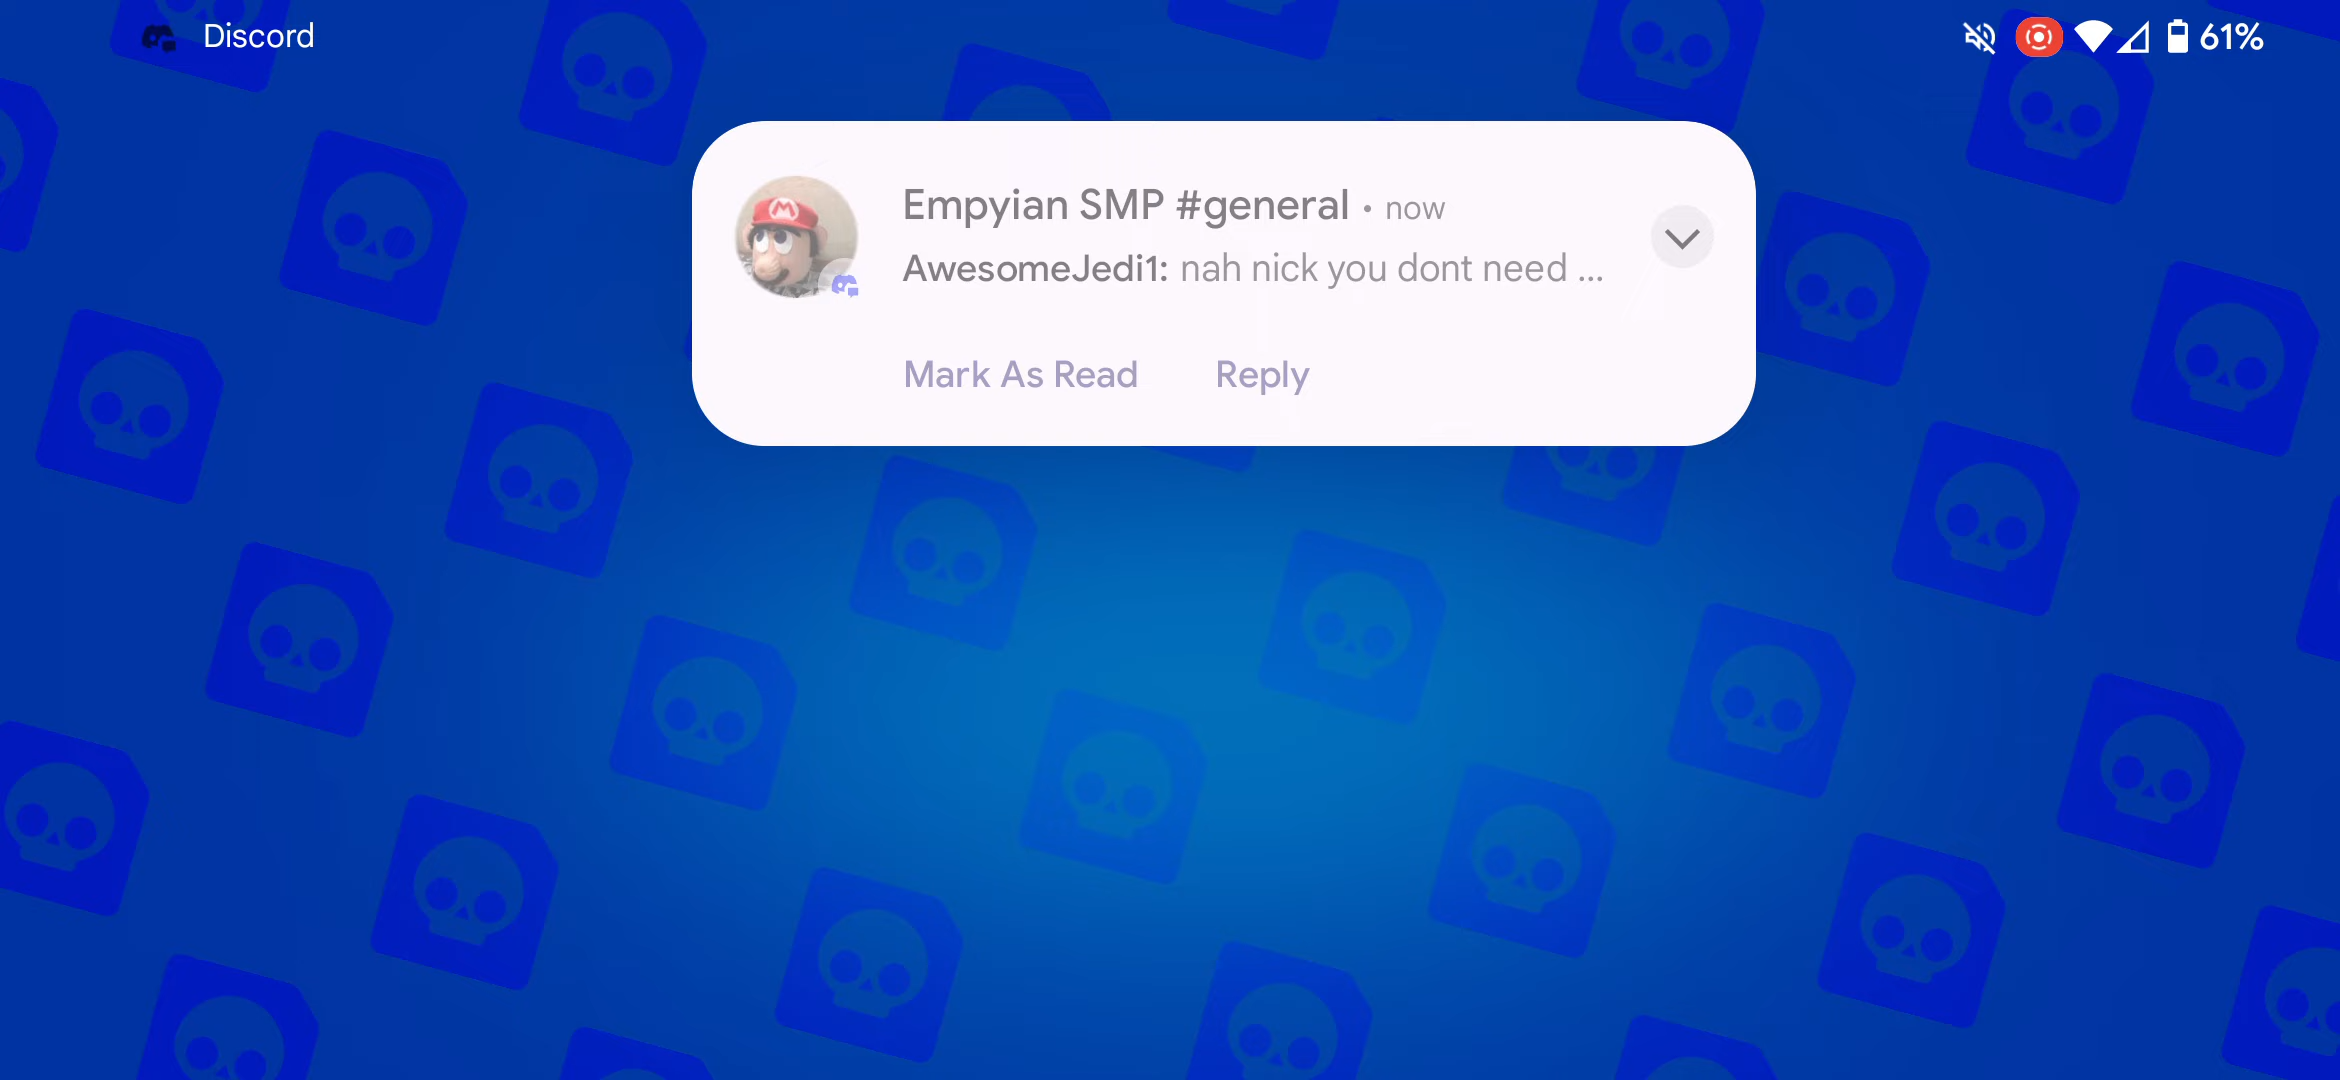 Discord
61%
Empyian SMP #general • now
AwesomeJedi1: nah nick you dont need ...
Mark As Read
Reply